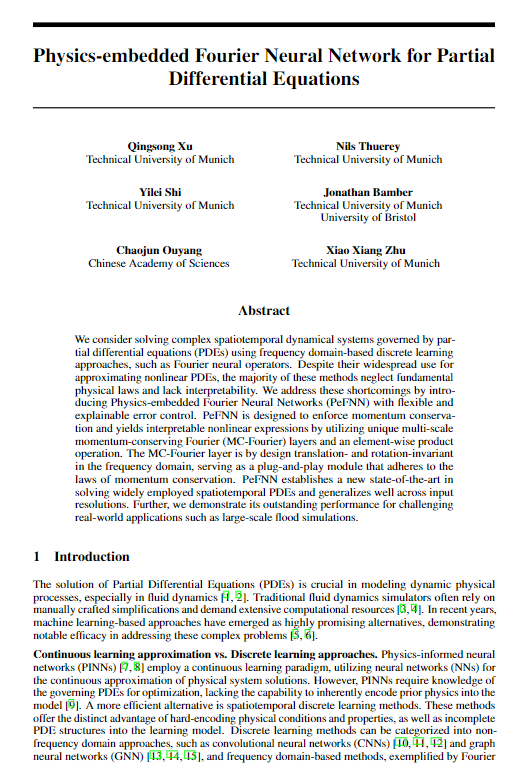 Physics-embedded Fourier Neural Network for Partial
Differential Equations
Qingsong Xu
Technical University of Munich
Nils Thuerey
Technical University of Munich
Yilei Shi
Technical University of Munich
Jonathan Bamber
Technical University of Munich
University of Bristol
Chaojun Ouyang
Chinese Academy of Sciences
Xiao Xiang Zhu
Technical University of Munich
Abstract
We consider solving complex spatiotemporal dynamical systems governed by par-
tial differential equations (PDEs) using frequency domain-based discrete learning
approaches, such as Fourier neural operators. Despite their widespread use for
approximating nonlinear PDEs, the majority of these methods neglect fundamental
physical laws and lack interpretability. We address these shortcomings by intro-
ducing Physics-embedded Fourier Neural Networks (PeFNN) with flexible and
explainable error control. PeFNN is designed to enforce momentum conserva-
tion and yields interpretable nonlinear expressions by utilizing unique multi-scale
momentum-conserving Fourier (MC-Fourier) layers and an element-wise product
operation. The MC-Fourier layer is by design translation- and rotation-invariant
in the frequency domain, serving as a plug-and-play module that adheres to the
laws of momentum conservation. PeFNN establishes a new state-of-the-art in
solving widely employed spatiotemporal PDEs and generalizes well across input
resolutions. Further, we demonstrate its outstanding performance for challenging
real-world applications such as large-scale flood simulations.
1 Introduction
The solution of Partial Differential Equations (PDEs) is crucial in modeling dynamic physical
processes, especially in fluid dynamics [1, 2]. Traditional fluid dynamics simulators often rely on
manually crafted simplifications and demand extensive computational resources [3, 4]. In recent years,
machine learning-based approaches have emerged as highly promising alternatives, demonstrating
notable efficacy in addressing these complex problems [5, 6].
Continuous learning approximation vs. Discrete learning approaches. Physics-informed neural
networks (PINNs) [7, 8] employ a continuous learning paradigm, utilizing neural networks (NNs) for
the continuous approximation of physical system solutions. However, PINNs require knowledge of
the governing PDEs for optimization, lacking the capability to inherently encode prior physics into the
model [9]. A more efficient alternative is spatiotemporal discrete learning methods. These methods
offer the distinct advantage of hard-encoding physical conditions and properties, as well as incomplete
PDE structures into the learning model. Discrete learning methods can be categorized into non-
frequency domain approaches, such as convolutional neural networks (CNNs) [10, 11, 12] and graph
neural networks (GNN) [13, 14, 15], and frequency-domain-based methods, exemplified by Fourier